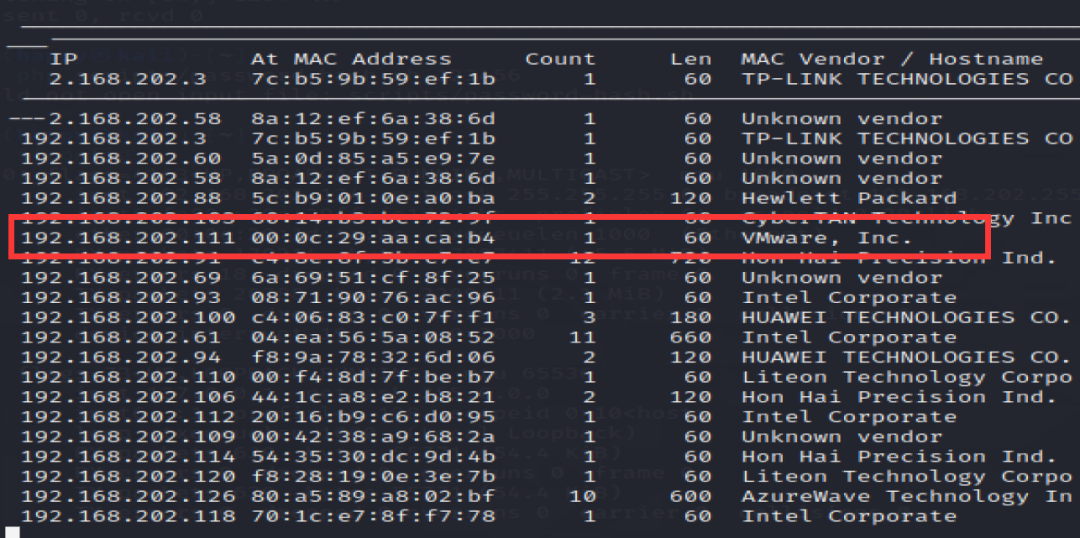 sent 0, rcvd 0
IP At MAC Address Count Len MAC Vendor / Hostname
2.168.202.3 7c:b5:9b:59:ef:1b 1 60 TP-LINK TECHNOLOGIES CO
---2.168.202.58 8a:12:ef:6a:38:6d 1 60 Unknown vendor
192.168.202.3 7c:b5:9b:59:ef:1b 1 60 TP-LINK TECHNOLOGIES CO
192.168.202.60 5a:0d:85:a5:e9:7e 1 60 Unknown vendor
192.168.202.58 8a:12:ef:6a:38:6d 1 60 Unknown vendor
192.168.202.88 5c:b9:01:0e:a0:ba 2 120 Hewlett Packard
CyberTAN Technology Inc
192.168.202.111 00:0c:29:aa:ca:b4 1 60 VMware, Inc.
Hon Hai Precision Ind.
192.168.202.69 6a:69:51:cf:8f:25 1 60 Unknown vendor
192.168.202.93 08:71:90:76:ac:96 1 60 Intel Corporate
192.168.202.100 c4:06:83:c0:7f:f1 3 180 HUAWEI TECHNOLOGIES CO.
192.168.202.61 04:ea:56:5a:08:52 11 660 Intel Corporate
192.168.202.94 f8:9a:78:32:6d:06 2 120 HUAWEI TECHNOLOGIES CO.
192.168.202.110 00:f4:8d:7f:be:b7 1 60 Liteon Technology Corpo
192.168.202.106 44:1c:a8:e2:b8:21 2 120 Hon Hai Precision Ind.
192.168.202.112 20:16:b9:c6:d0:95 1 60 Intel Corporate
192.168.202.109 00:42:38:a9:68:2a 1 60 Unknown vendor
192.168.202.114 54:35:30:dc:9d:4b 1 60 Hon Hai Precision Ind.
192.168.202.120 f8:28:19:0e:3e:7b 1 60 Liteon Technology Corpo
192.168.202.126 80:a5:89:a8:02:bf 10 600 AzureWave Technology In
192.168.202.118 70:1c:e7:8f:f7:78 1 60 Intel Corporate